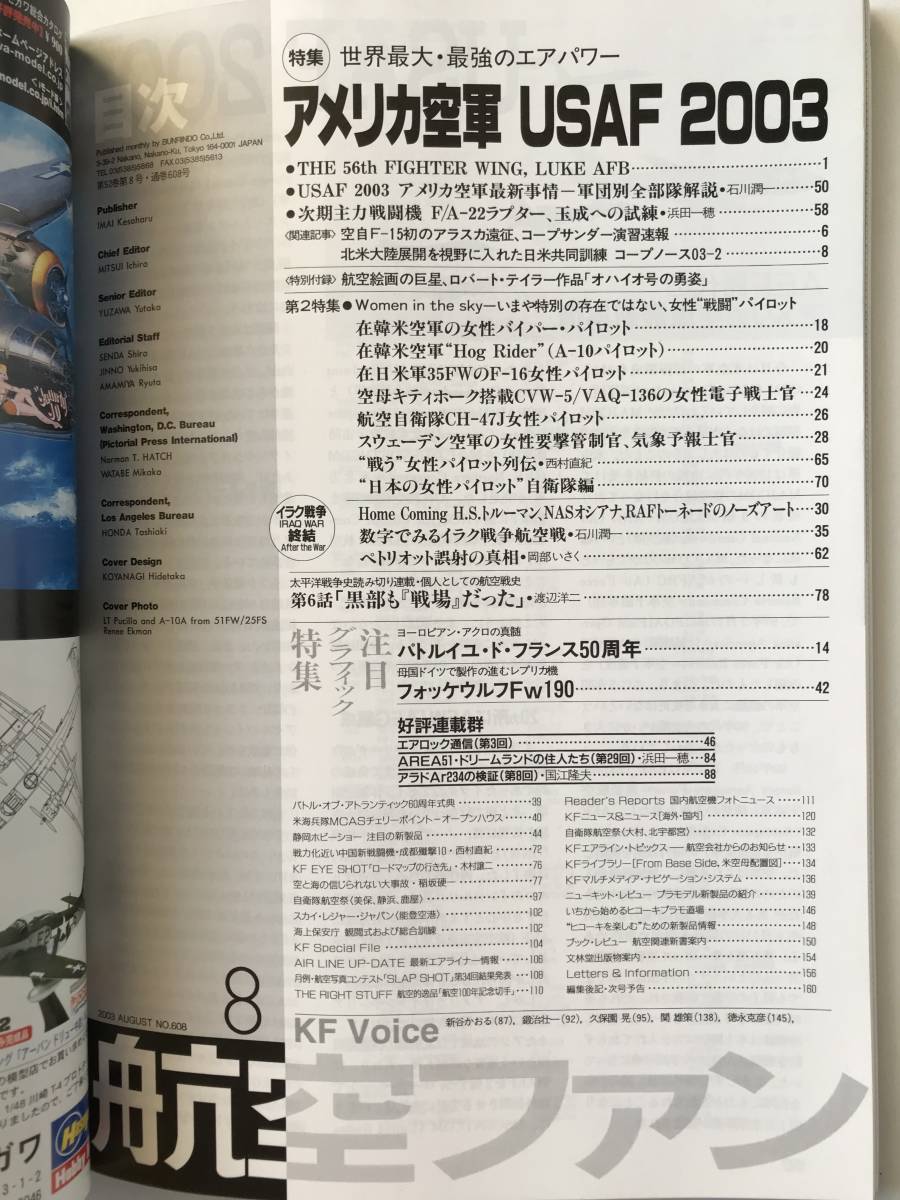 目次
Published monthly by BUNRINDO Co.,Ltd.
3-39-2 Nakano, Nakano-Ku, Tokyo 164-0001 JAPAN
TEL.03(5385)5868 FAX.03(5385)5613
第52巻第8号・通巻608号
Publisher
IMAI Kesaharu
Chief Editor
MITSUI Ichiro
Senior Editor
YUZAWA Yutaka
Editorial Staff
SENDA Shiro
JINNO Yukihisa
AMAMIYA Ryuta
Correspondent,
Washington, D.C. Bureau
(Pictorial Press International)
Norman T. HATCH
WATABE Mikako
Correspondent,
Los Angeles Bureau
HONDA Toshiaki
Cover Design
KOYANAGI Hidetaka
Cover Photo
LT Pucillo and A-10A from 51FW/25FS
Renee Ekman
特集 世界最大・最強のエアパワー
アメリカ空軍 USAF 2003
●THE 56th FIGHTER WING, LUKE AFB 1
●USAF 2003 アメリカ空軍最新事情－軍団別全部隊解説・石川潤一 50
●次期主力戦闘機 F/A-22ラプター、玉成への試練・浜田一穂 58
〈関連記事〉空自F-15初のアラスカ遠征、コープサンダー演習速報 6
北米大陸展開を視野に入れた日米共同訓練 コープノース03-2 8
〈特別付録〉航空絵画の巨星、ロバート・テイラー作品「オハイオ号の勇姿」
第2特集●Women in the sky—いまや特別の存在ではない、女性“戦闘”パイロット
在韓米空軍の女性バイパー・パイロット 18
在韓米空軍“Hog Rider”（A-10パイロット） 20
在日米軍35FWのF-16女性パイロット 21
空母キティホーク搭載CVW-5/VAQ-136の女性電子戦士官 24
航空自衛隊CH-47J女性パイロット 26
スウェーデン空軍の女性要撃管制官、気象予報士官 28
“戦う”女性パイロット列伝・西村直紀 65
“日本の女性パイロット”自衛隊編 70
イラク戦争
IRAQ WAR
終結
After the War
Home Coming H.S.トルーマン、NASオシアナ、RAFトーネードのノーズアート 30
数字でみるイラク戦争航空戦・石川潤一 35
ペトリオット誤射の真相・岡部いさく 62
太平洋戦争史読み切り連載・個人としての航空戦史
第6話「黒部も『戦場』だった」・渡辺洋二 78
注目
グラフィック
特集
ヨーロピアン・アクロの真髄
パトルイユ・ド・フランス50周年 14
母国ドイツで製作の進むレプリカ機
フォッケウルフFw190 42
好評連載群
エアロック通信（第3回） 46
AREA51・ドリームランドの住人たち（第29回）・浜田一穂 84
アラドAr234の検証（第8回）・国江隆夫 88
バトル・オブ・アトランティック60周年式典 39
米海兵隊MCASチェリーポイントーオープンハウス 40
静岡ホビーショー 注目の新製品 44
戦力化近い中国新戦闘機・成都殲撃10・西村直紀 72
KF EYE SHOT「ロードマップの行き先」・木村譲二 76
空と海の信じられない大事故・稲坂硬一 77
自衛隊航空祭（美保、静浜、鹿屋） 97
スカイ・レジャー・ジャパン（能登空港） 102
海上保安庁 観閲式および総合訓練 102
KF Special File 104
AIR LINE UP-DATE 最新エアライナー情報 106
月例・航空写真コンテスト「SLAP SHOT」第34回結果発表 108
THE RIGHT STUFF 航空的逸品「航空100年記念切手」 110
Reader's Reports 国内航空機フォトニュース 111
KFニュース&ニュース［海外・国内］ 120
自衛隊航空祭（大村、北宇都宮） 132
KFエアライン・トピックス──航空会社からのお知らせ 133
KFライブラリー［From Base Side, 米空母配置図］ 134
KFマルチメディア・ナビゲーション・システム 136
ニューキット・レビュー プラモデル新製品の紹介 139
いちから始めるヒコーキプラモ道場 146
“ヒコーキを楽しむ”ための新製品情報 148
ブック・レビュー 航空関連新書案内 150
文林堂出版物案内 154
Letters & Information 156
編集後記・次号予告 160
8
2003 AUGUST NO.608
KF Voice 新谷かおる（87），鍛治壮一（92），久保園 晃（95），関 雄策（138），徳永克彦（145），
航空ファン